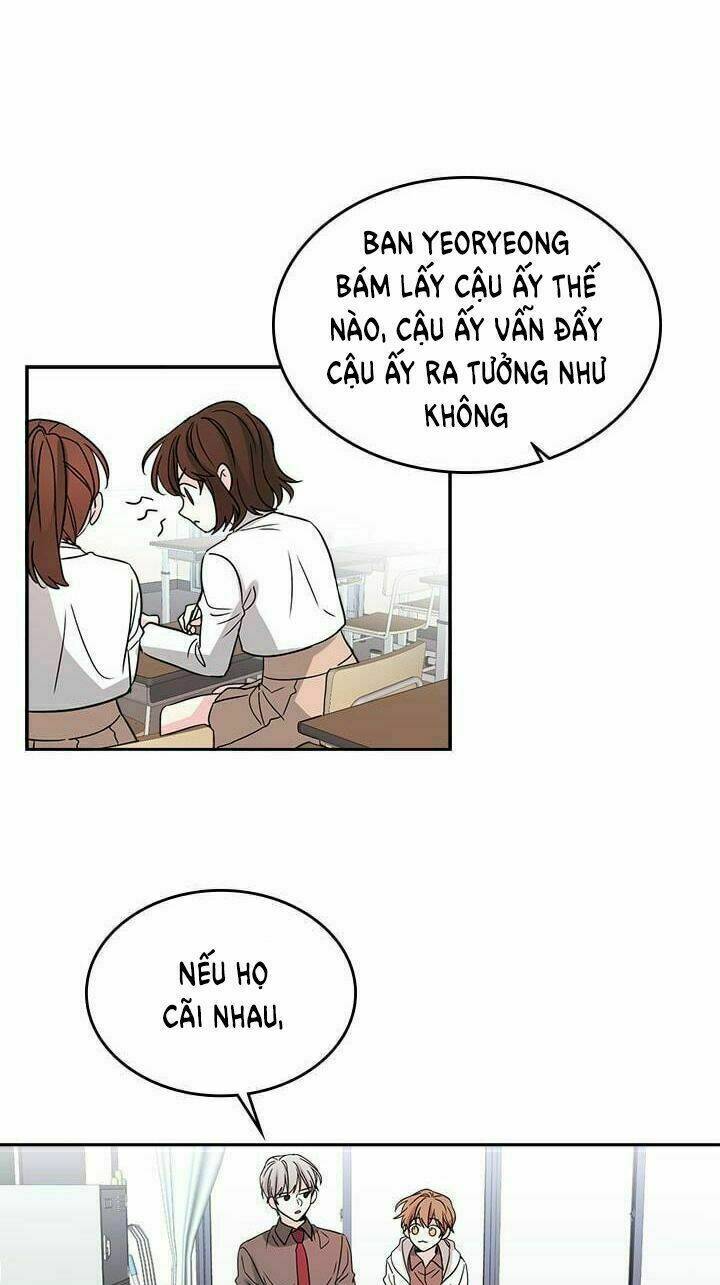 BAN YEORYEONG
BÁM LẤY CẬU ẤY THẾ
NÀO, CẬU ẤY VẪN ĐẨY
CẬU ẤY RA TƯỞNG NHƯ
KHÔNG
NẾU HỌ
CÃI NHAU,